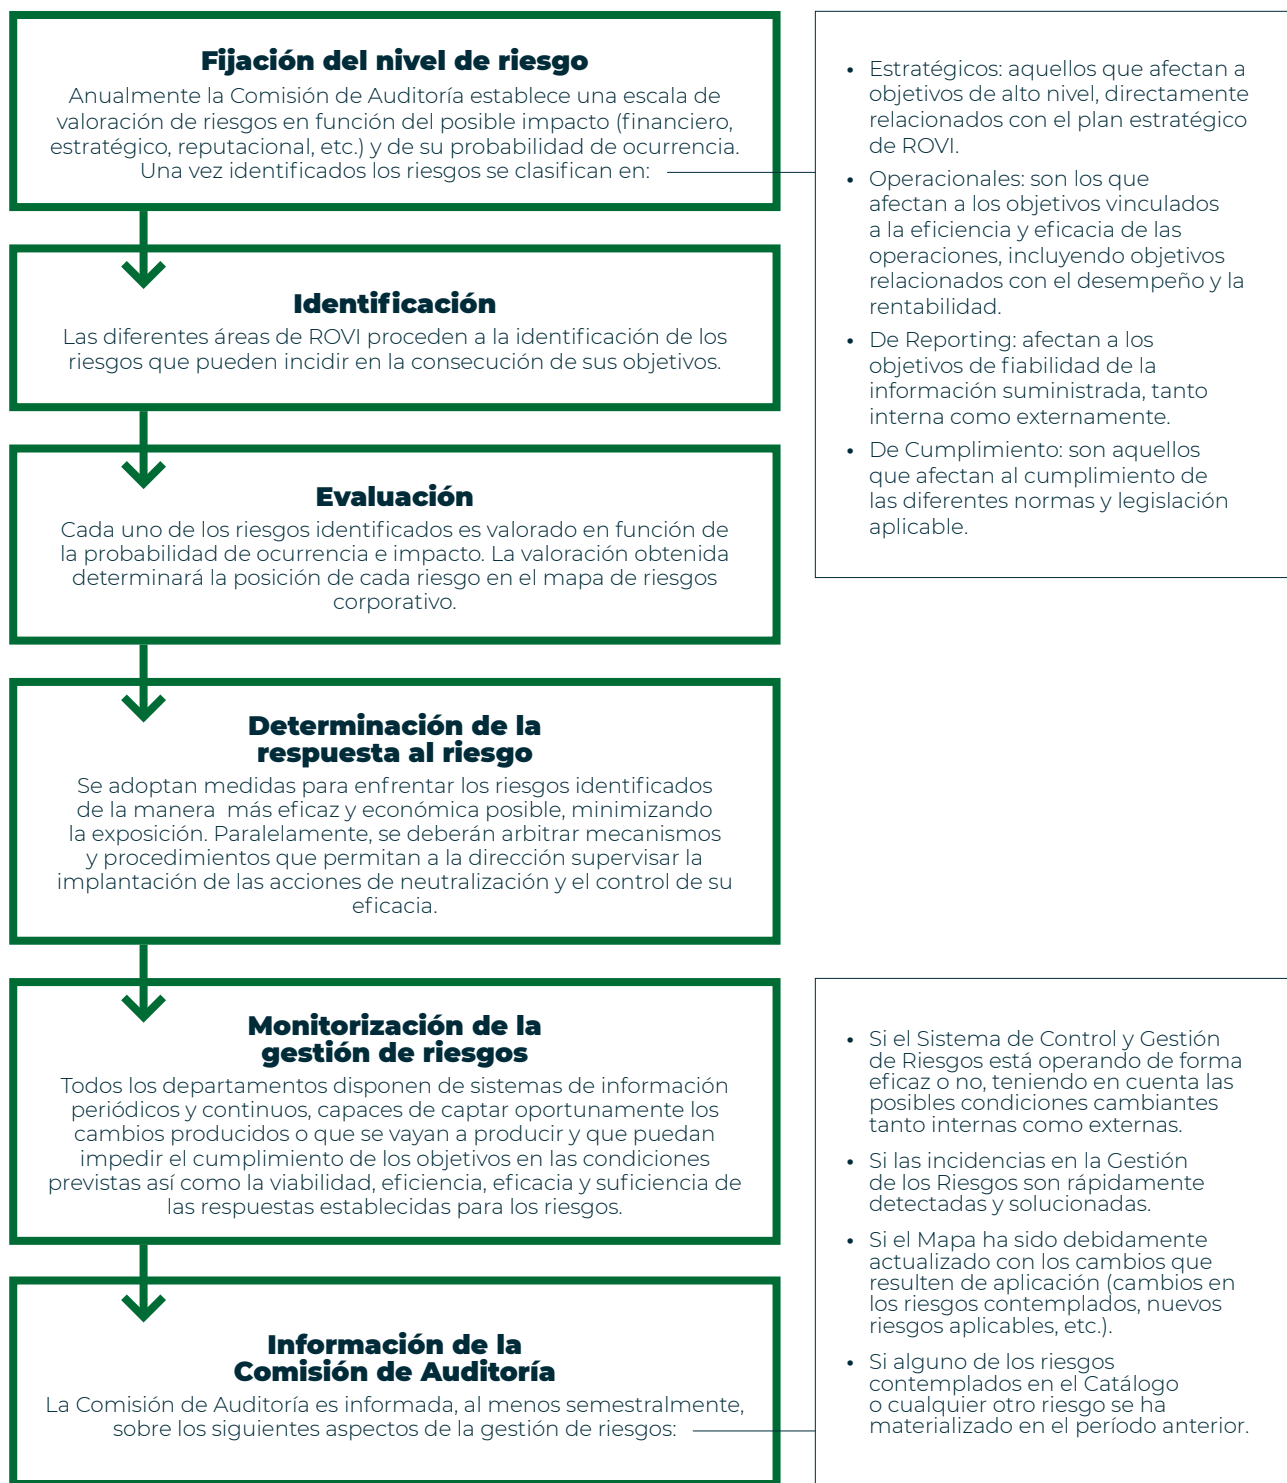 Fijación del nivel de riesgo
Anualmente la Comisión de Auditoría establece una escala de
valoración de riesgos en función del posible impacto (financiero,
estratégico, reputacional, etc.) y de su probabilidad de ocurrencia.
Una vez identificados los riesgos se clasifican en:
• Estratégicos: aquellos que afectan a
objetivos de alto nivel, directamente
relacionados con el plan estratégico
de ROVI.
• Operacionales: son los que
afectan a los objetivos vinculados
a la eficiencia y eficacia de las
operaciones, incluyendo objetivos
relacionados con el desempeño y la
rentabilidad.
• De Reporting: afectan a los
objetivos de fiabilidad de la
información suministrada, tanto
interna como externamente.
• De Cumplimiento: son aquellos
que afectan al cumplimiento de
las diferentes normas y legislación
aplicable.
Identificación
Las diferentes áreas de ROVI proceden a la identificación de los
riesgos que pueden incidir en la consecución de sus objetivos.
Evaluación
Cada uno de los riesgos identificados es valorado en función de
la probabilidad de ocurrencia e impacto. La valoración obtenida
determinará la posición de cada riesgo en el mapa de riesgos
corporativo.
Determinación de la
respuesta al riesgo
Se adoptan medidas para enfrentar los riesgos identificados
de la manera más eficaz y económica posible, minimizando
la exposición. Paralelamente, se deberán arbitrar mecanismos
y procedimientos que permitan a la dirección supervisar la
implantación de las acciones de neutralización y el control de su
eficacia.
Monitorización de la
gestión de riesgos
Todos los departamentos disponen de sistemas de información
periódicos y continuos, capaces de captar oportunamente los
cambios producidos o que se vayan a producir y que puedan
impedir el cumplimiento de los objetivos en las condiciones
previstas así como la viabilidad, eficiencia, eficacia y suficiencia de
las respuestas establecidas para los riesgos.
Información de la
Comisión de Auditoría
La Comisión de Auditoría es informada, al menos semestralmente,
sobre los siguientes aspectos de la gestión de riesgos:
• Si el Sistema de Control y Gestión
de Riesgos está operando de forma
eficaz o no, teniendo en cuenta las
posibles condiciones cambiantes
tanto internas como externas.
• Si las incidencias en la Gestión
de los Riesgos son rápidamente
detectadas y solucionadas.
• Si el Mapa ha sido debidamente
actualizado con los cambios que
resulten de aplicación (cambios en
los riesgos contemplados, nuevos
riesgos aplicables, etc.).
• Si alguno de los riesgos
contemplados en el Catálogo
o cualquier otro riesgo se ha
materializado en el período anterior.